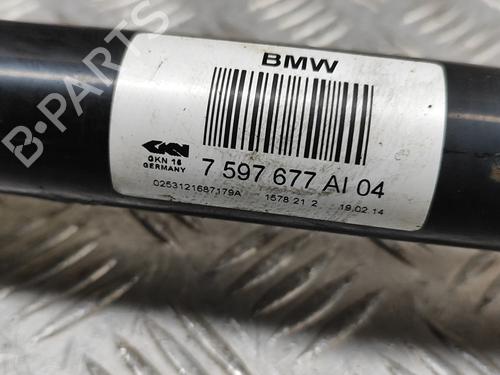 BMW
GKN
GKN 16
GERMANY
7 597 677 AI 04
0253121687179A 1578 21 2 19.02.14
B-PARTS